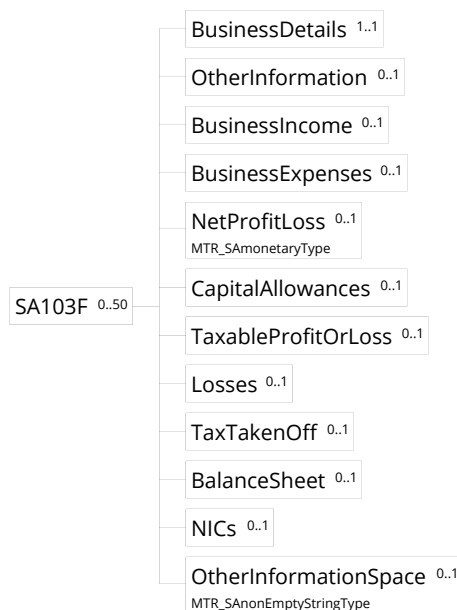 BusinessDetails 1..1
OtherInformation 0..1
BusinessIncome 0..1
BusinessExpenses 0..1
NetProfitLoss 0..1
MTR_SAmonetaryType
CapitalAllowances 0..1
SA103F 0..50
TaxableProfitOrLoss 0..1
Losses 0..1
TaxTakenOff 0..1
BalanceSheet 0..1
NICs 0..1
OtherInformationSpace 0..1
MTR_SAnonEmptyStringType